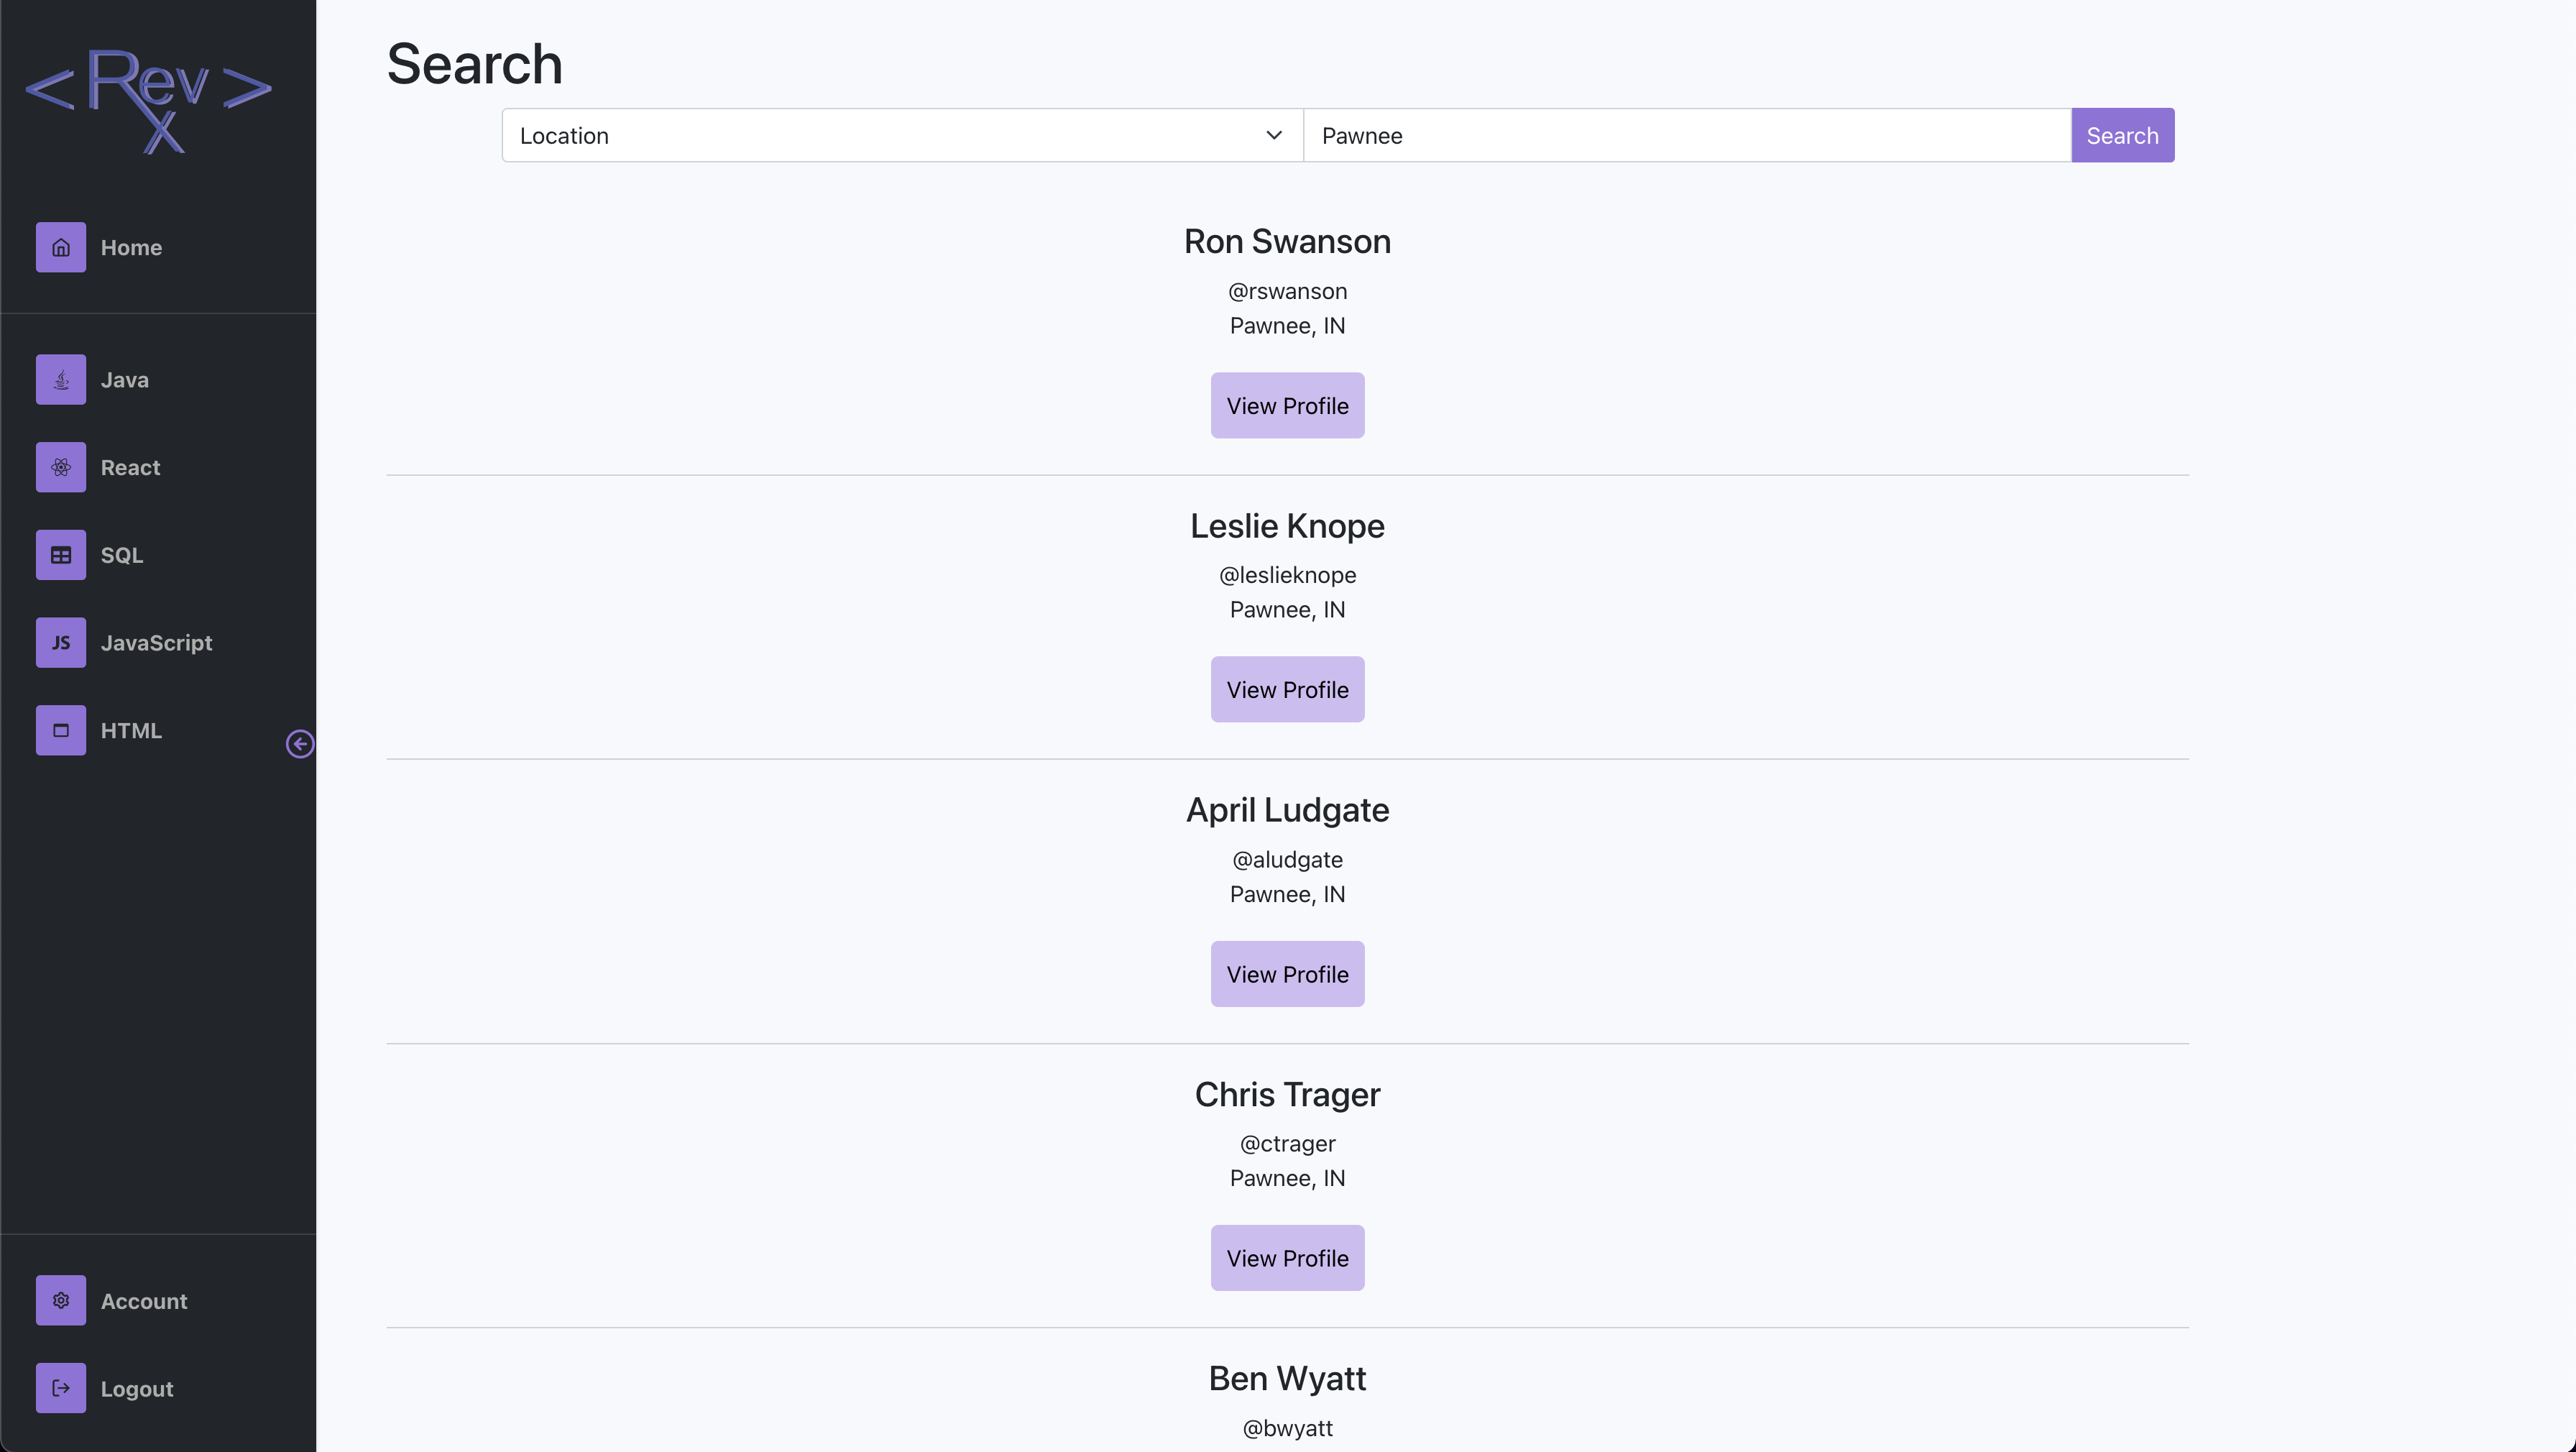 <Rev>
x
Home
Java
React
SQL
JS JavaScript
HTML
Account
Logout
Search
Location Pawnee Search
Ron Swanson
@rswanson
Pawnee, IN
View Profile
Leslie Knope
@leslieknope
Pawnee, IN
View Profile
April Ludgate
@aludgate
Pawnee, IN
View Profile
Chris Trager
@ctrager
Pawnee, IN
View Profile
Ben Wyatt
@bwyatt